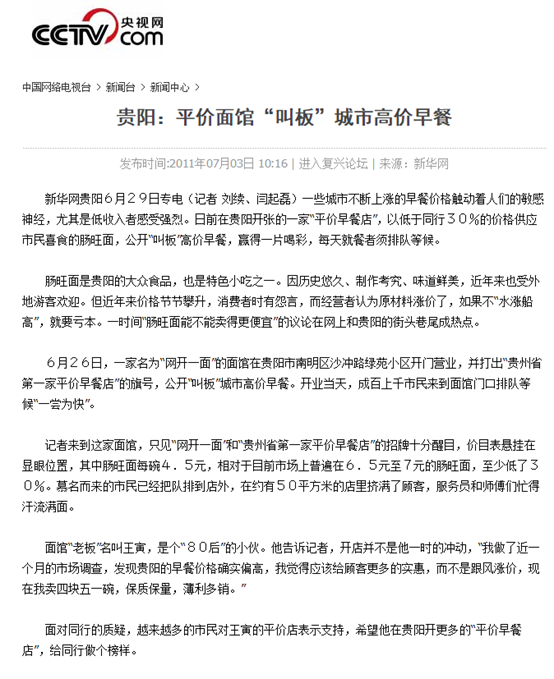 CCTV 央视网
com
中国网络电视台 > 新闻台 > 新闻中心 >
贵阳：平价面馆“叫板”城市高价早餐
发布时间:2011年07月03日 10:16 | 进入复兴论坛 | 来源：新华网
新华网贵阳６月２９日专电（记者 刘续、闫起磊）一些城市不断上涨的早餐价格触动着人们的敏感
神经，尤其是低收入者感受强烈。日前在贵阳开张的一家“平价早餐店”，以低于同行３０％的价格供应
市民喜食的肠旺面，公开“叫板”高价早餐，赢得一片喝彩，每天就餐者须排队等候。
肠旺面是贵阳的大众食品，也是特色小吃之一。因历史悠久、制作考究、味道鲜美，近年来也受外
地游客欢迎。但近年来价格节节攀升，消费者时有怨言，而经营者认为原材料涨价了，如果不“水涨船
高”，就要亏本。一时间“肠旺面能不能卖得更便宜”的议论在网上和贵阳的街头巷尾成热点。
６月２６日，一家名为“网开一面”的面馆在贵阳市南明区沙冲路绿苑小区开门营业，并打出“贵州省
第一家平价早餐店”的旗号，公开“叫板”城市高价早餐。开业当天，成百上千市民来到面馆门口排队等
候“一尝为快”。
记者来到这家面馆，只见“网开一面”和“贵州省第一家平价早餐店”的招牌十分醒目，价目表悬挂在
显眼位置，其中肠旺面每碗４．５元，相对于目前市场上普遍在６．５元至７元的肠旺面，至少低了３
０％。慕名而来的市民已经把队排到店外，在约有５０平方米的店里挤满了顾客，服务员和师傅们忙得
汗流满面。
面馆“老板”名叫王寅，是个“８０后”的小伙。他告诉记者，开店并不是他一时的冲动，“我做了近一
个月的市场调查，发现贵阳的早餐价格确实偏高，我觉得应该给顾客更多的实惠，而不是跟风涨价，现
在我卖四块五一碗，保质保量，薄利多销。”
面对同行的质疑，越来越多的市民对王寅的平价店表示支持，希望他在贵阳开更多的“平价早餐
店”，给同行做个榜样。